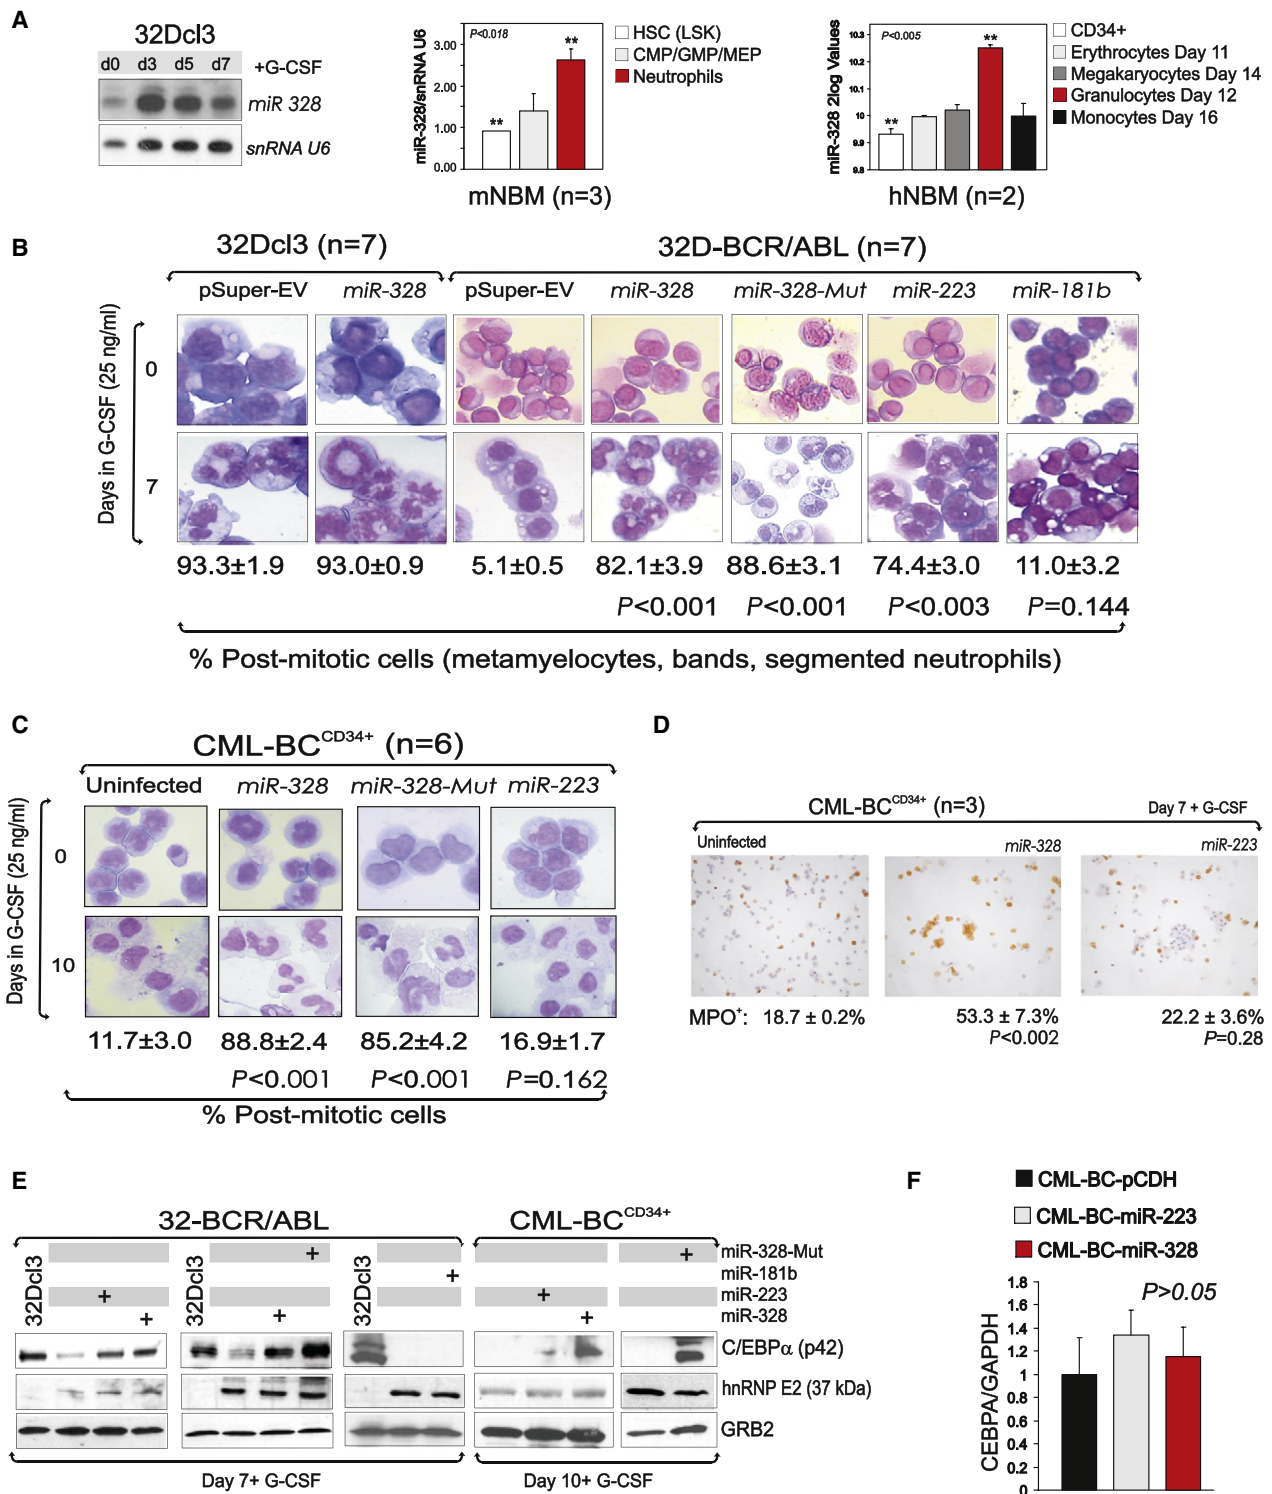 A
32Dcl3
d0 d3 d5 d7 +G-CSF
miR 328
snRNA U6
miR-328/snRNA U6
P<0.018
3.00
2.00
1.00
0.00
**
**
HSC (LSK)
CMP/GMP/MEP
Neutrophils
mNBM (n=3)
miR-328 2log Values
P<0.005
10.3
10.2
10.1
10
9.9
9.8
**
**
CD34+
Erythrocytes Day 11
Megakaryocytes Day 14
Granulocytes Day 12
Monocytes Day 16
hNBM (n=2)
B
32Dcl3 (n=7)
32D-BCR/ABL (n=7)
pSuper-EV miR-328 pSuper-EV miR-328 miR-328-Mut miR-223 miR-181b
Days in G-CSF (25 ng/ml)
0
7
93.3±1.9 93.0±0.9 5.1±0.5 82.1±3.9 88.6±3.1 74.4±3.0 11.0±3.2
P<0.001 P<0.001 P<0.003 P=0.144
% Post-mitotic cells (metamyelocytes, bands, segmented neutrophils)
C
CML-BC CD34+ (n=6)
Uninfected miR-328 miR-328-Mut miR-223
Days in G-CSF (25 ng/ml)
0
10
11.7±3.0 88.8±2.4 85.2±4.2 16.9±1.7
P<0.001 P<0.001 P=0.162
% Post-mitotic cells
D
CML-BC CD34+ (n=3) Day 7 + G-CSF
Uninfected miR-328 miR-223
MPO+: 18.7 ± 0.2% 53.3 ± 7.3% 22.2 ± 3.6%
P<0.002 P=0.28
E
32-BCR/ABL
CML-BC CD34+
32Dcl3 32Dcl3 32Dcl3
+ + miR-328-Mut
+ miR-181b
+ + miR-223
+ + + miR-328
C/EBPα (p42)
hnRNP E2 (37 kDa)
GRB2
Day 7+ G-CSF
Day 10+ G-CSF
F
CML-BC-pCDH
CML-BC-miR-223
CML-BC-miR-328
CEBPA/GAPDH
P>0.05
1.8
1.6
1.4
1.2
1
0.8
0.6
0.4
0.2
0